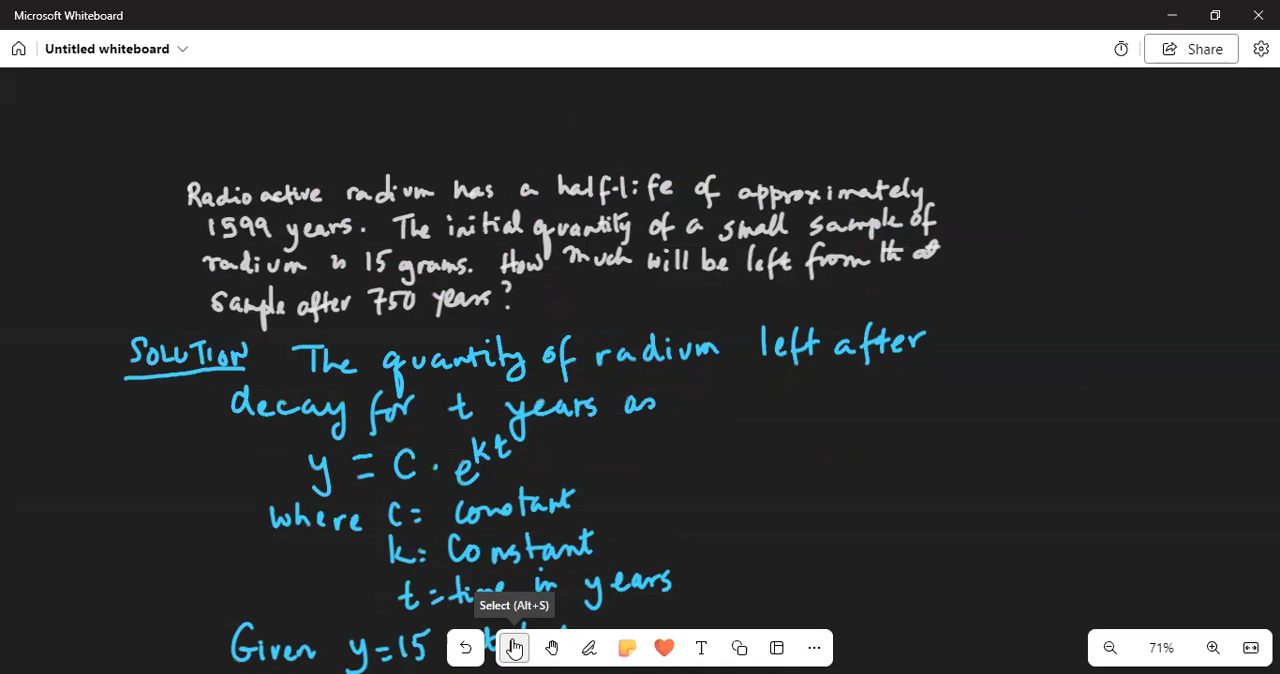 Microsoft Whiteboard
Untitled whiteboard
Share
Radioactive radium has a half-life of approximately
1599 years. The initial quantity of a small sample of
radium is 15 grams. How much will be left from th
sample after 750 years?
SOLUTION The quantity of radium left after
decay for t years as
y = C · e^kt
where C = constant
k = Constant
t = time in years
Select (Alt+S)
Given y = 15
71%